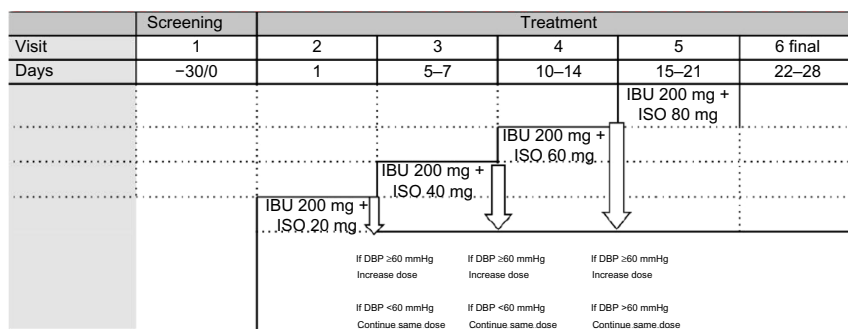 Screening Treatment
Visit 1 2 3 4 5 6 final
Days −30/0 1 5–7 10–14 15–21 22–28
IBU 200 mg +
ISO 80 mg
IBU 200 mg +
ISO 60 mg
IBU 200 mg +
ISO 40 mg
IBU 200 mg +
ISO 20 mg
If DBP ≥60 mmHg If DBP ≥60 mmHg If DBP ≥60 mmHg
Increase dose Increase dose Increase dose
If DBP <60 mmHg If DBP <60 mmHg If DBP >60 mmHg
Continue same dose Continue same dose Continue same dose